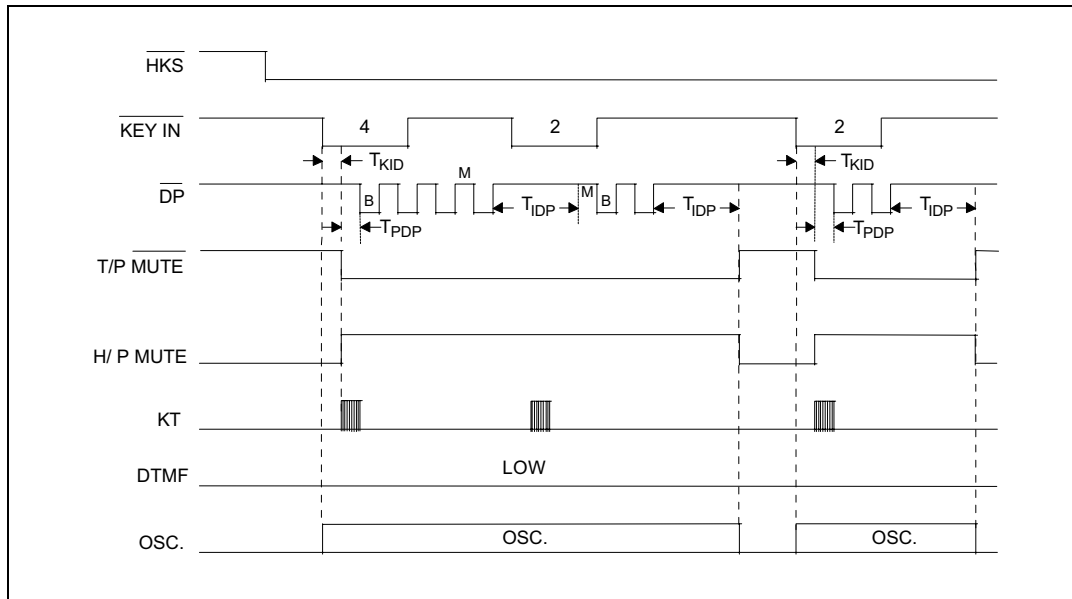 HKS
KEY IN
4
2
2
TKID
TKID
M
DP
B
TIDP
M
B
TIDP
TIDP
TPDP
TPDP
T/P MUTE
H/ P MUTE
KT
DTMF
LOW
OSC.
OSC.
OSC.